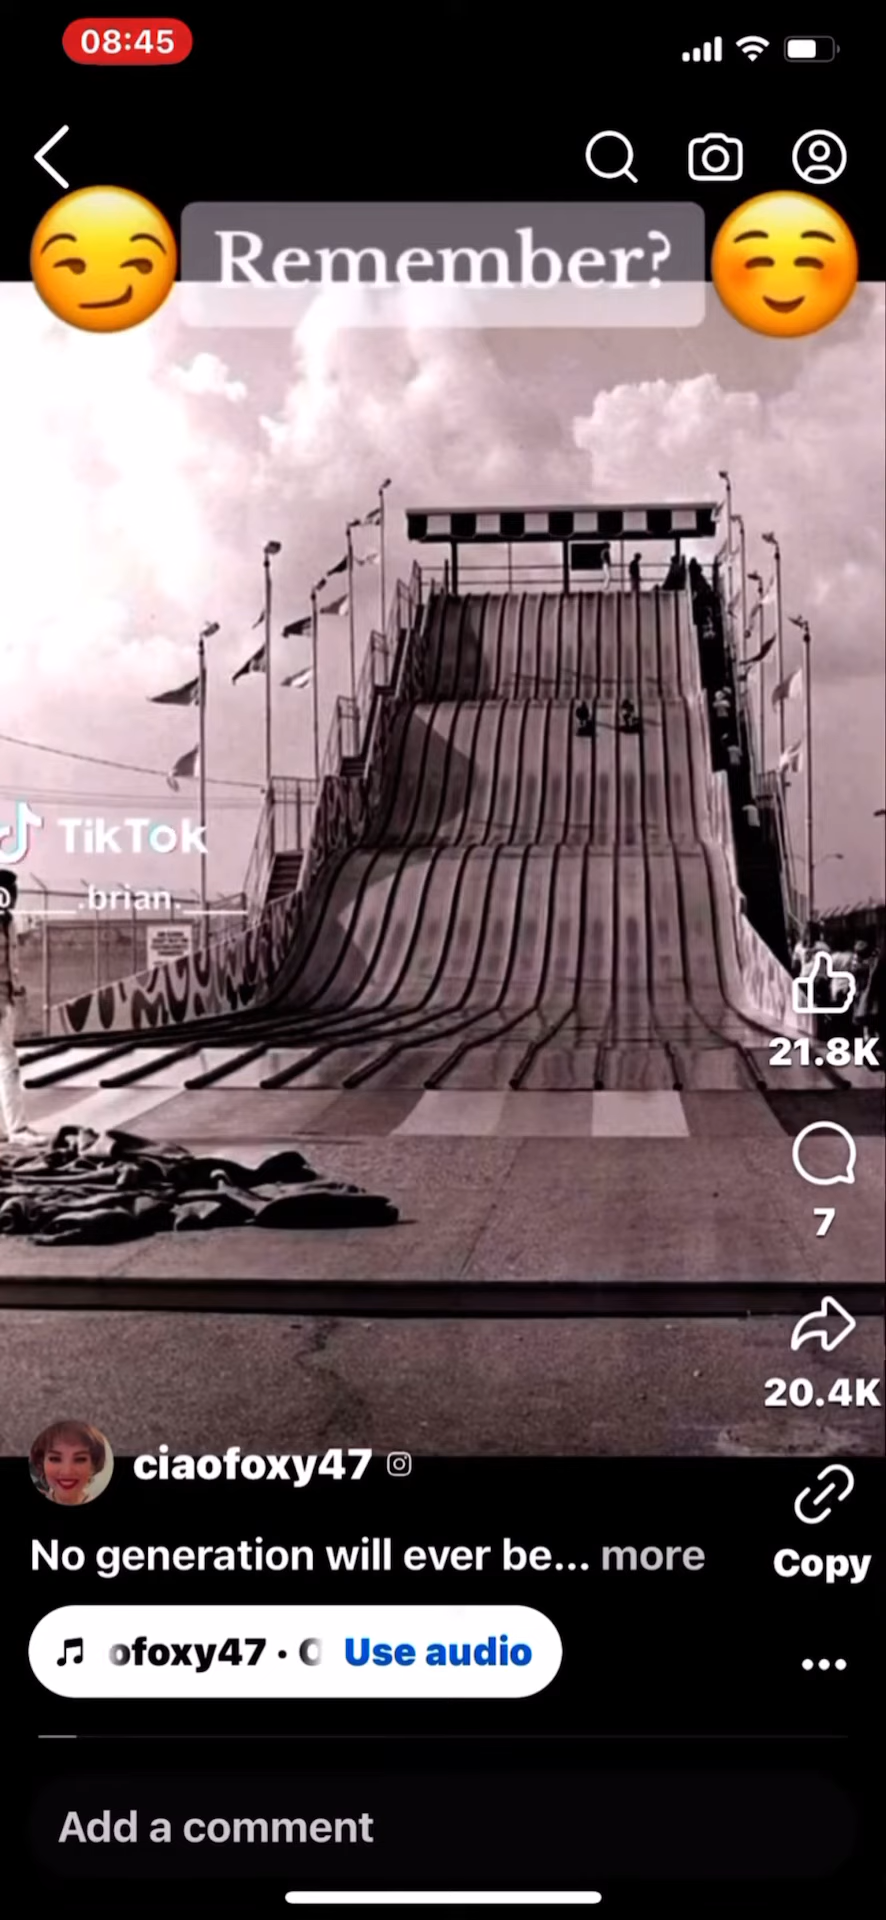 08:45
Remember?
TikTok
.brian.
21.8K
7
20.4K
ciaofoxy47
No generation will ever be... more
Copy
ofoxy47 •
Use audio
Add a comment